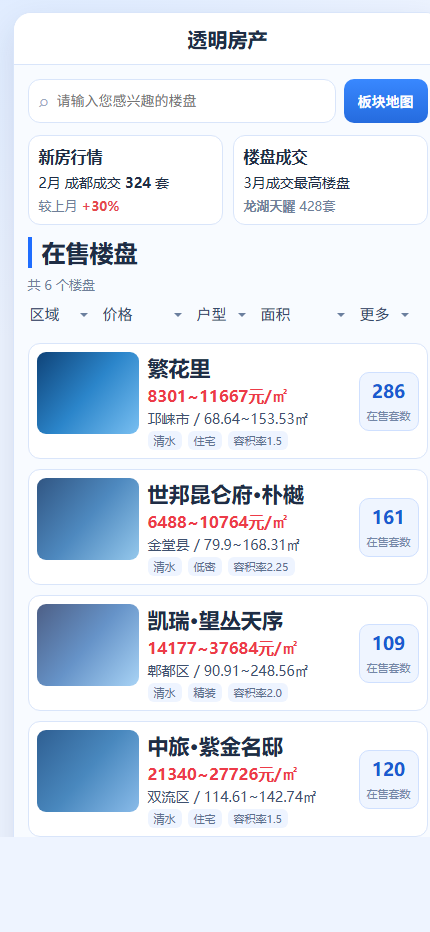 透明房产
请输入您感兴趣的楼盘
板块地图
新房行情
2月 成都成交 324 套
较上月 +30%
楼盘成交
3月成交最高楼盘
龙湖天曜 428套
在售楼盘
共 6 个楼盘
区域 价格 户型 面积 更多
繁花里
8301~11667元/㎡
邛崃市 / 68.64~153.53㎡
清水 住宅 容积率1.5
286
在售套数
世邦昆仑府•朴樾
6488~10764元/㎡
金堂县 / 79.9~168.31㎡
清水 低密 容积率2.25
161
在售套数
凯瑞•望丛天序
14177~37684元/㎡
郫都区 / 90.91~248.56㎡
清水 精装 容积率2.0
109
在售套数
中旅•紫金名邸
21340~27726元/㎡
双流区 / 114.61~142.74㎡
清水 住宅 容积率1.5
120
在售套数